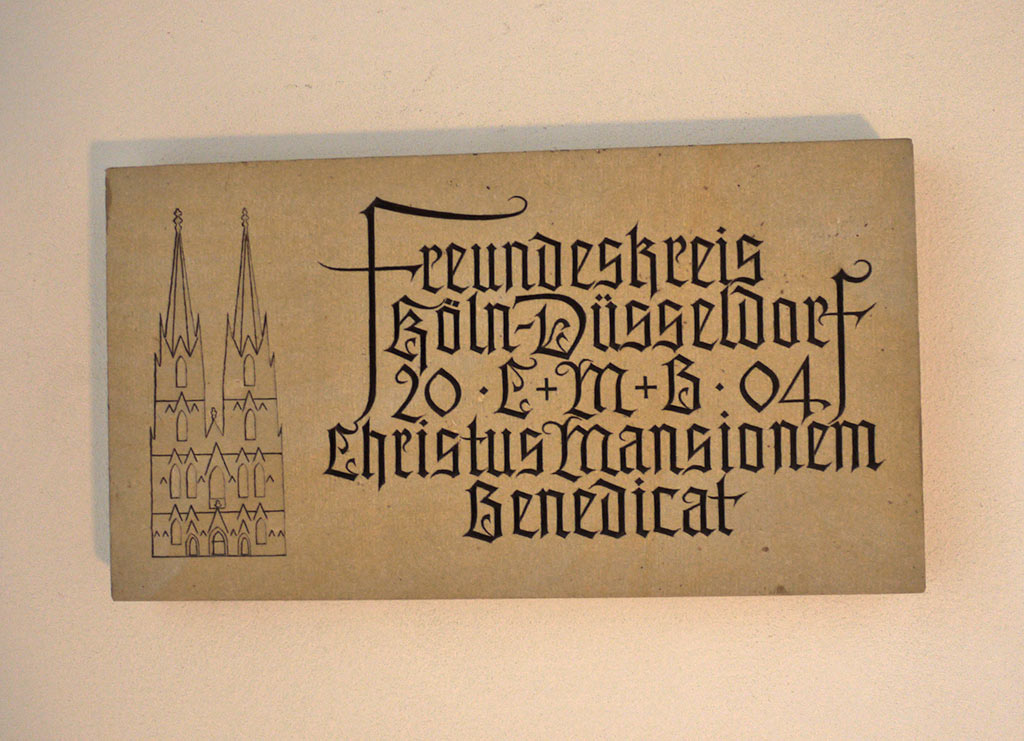 Freundeskreis
Köln-Düsseldorf
20 · C + M + B · 04
Christus Mansionem
Benedicat